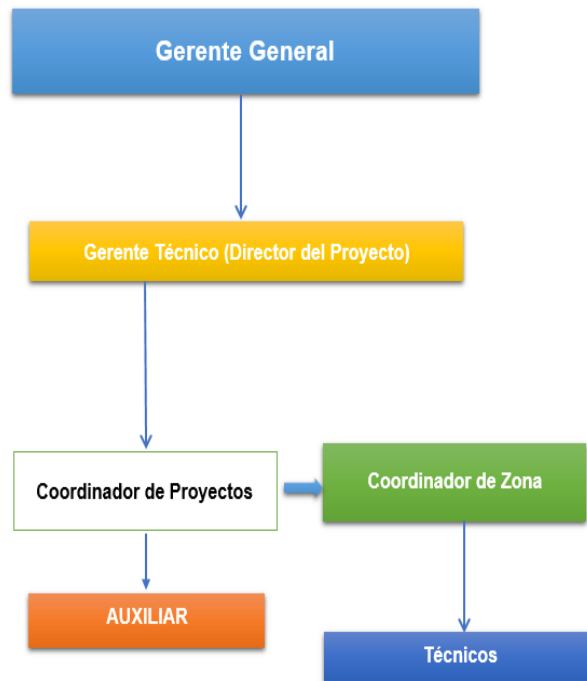 Gerente General
Gerente Técnico (Director del Proyecto)
Coordinador de Proyectos
Coordinador de Zona
AUXILIAR
Técnicos